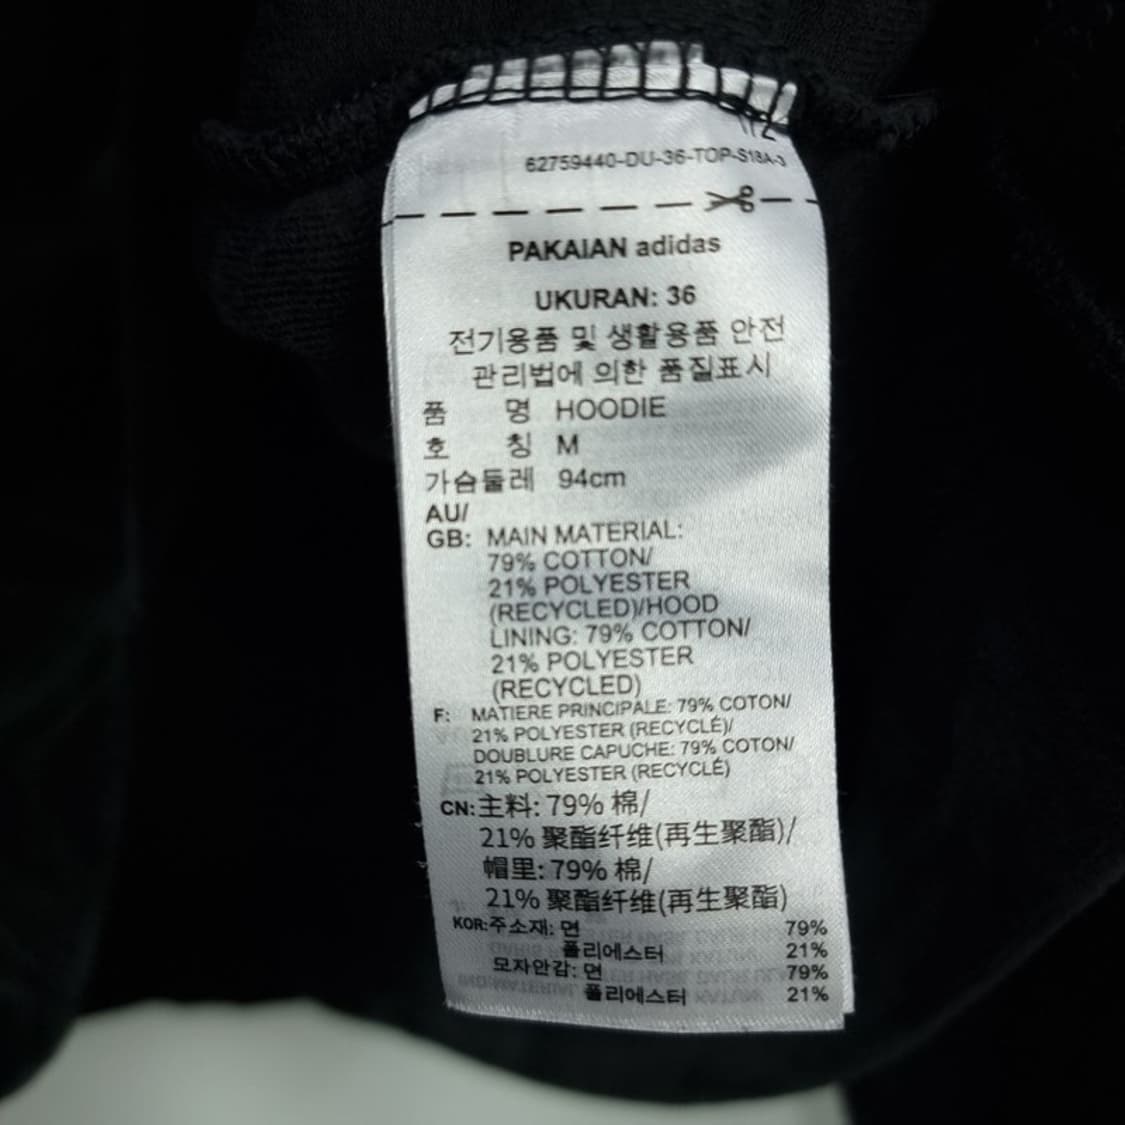 62759440-DU-36-TOP-S18A-3
PAKAIAN adidas
UKURAN: 36
전기용품 및 생활용품 안전
관리법에 의한 품질표시
품 명 HOODIE
호 칭 M
가슴둘레 94cm
AU/
GB: MAIN MATERIAL:
79% COTTON/
21% POLYESTER
(RECYCLED)/HOOD
LINING: 79% COTTON/
21% POLYESTER
(RECYCLED)
F: MATIERE PRINCIPALE: 79% COTON/
21% POLYESTER (RECYCLÉ)/
DOUBLURE CAPUCHE: 79% COTON/
21% POLYESTER (RECYCLÉ)
CN: 主料: 79% 棉/
21% 聚酯纤维(再生聚酯)/
帽里: 79% 棉/
21% 聚酯纤维(再生聚酯)
KOR: 주소재: 면 79%
폴리에스터 21%
모자안감: 면 79%
폴리에스터 21%